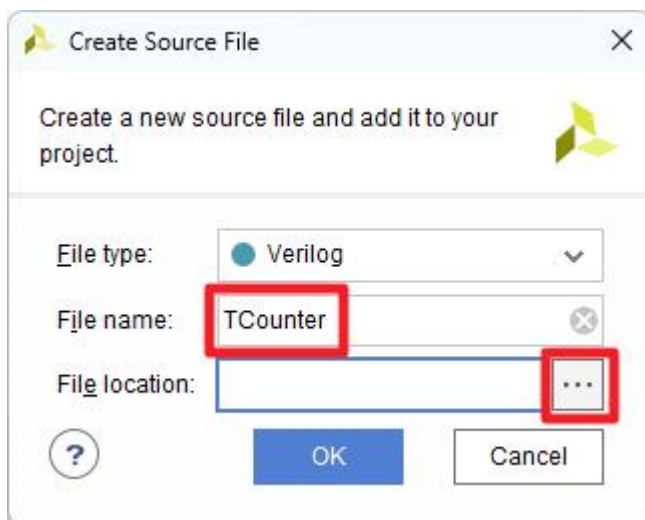 Create Source File
Create a new source file and add it to your
project.
File type: Verilog
File name: TCounter
File location: ...
? OK Cancel